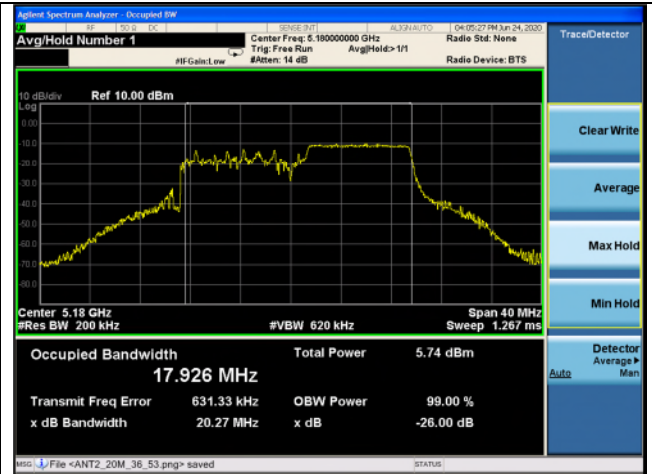 Agilent Spectrum Analyzer - Occupied BW
RF 50 Ω DC SENSE:INT ALIGNAUTO 04:05:27 PM Jun 24, 2020
Avg/Hold Number 1
Center Freq: 5.180000000 GHz
Radio Std: None
Trig: Free Run Avg|Hold:>1/1
#IFGain:Low #Atten: 14 dB Radio Device: BTS
Trace/Detector
10 dB/div Ref 10.00 dBm
Log
0.00
-10.0
-20.0
-30.0
-40.0
-50.0
-60.0
-70.0
-80.0
Center 5.18 GHz Span 40 MHz
#Res BW 200 kHz #VBW 620 kHz Sweep 1.267 ms
Occupied Bandwidth Total Power 5.74 dBm
17.926 MHz
Transmit Freq Error 631.33 kHz OBW Power 99.00 %
x dB Bandwidth 20.27 MHz x dB -26.00 dB
Clear Write
Average
Max Hold
Min Hold
Detector
Average▶
Auto Man
MSG File <ANT2_20M_36_53.png> saved STATUS